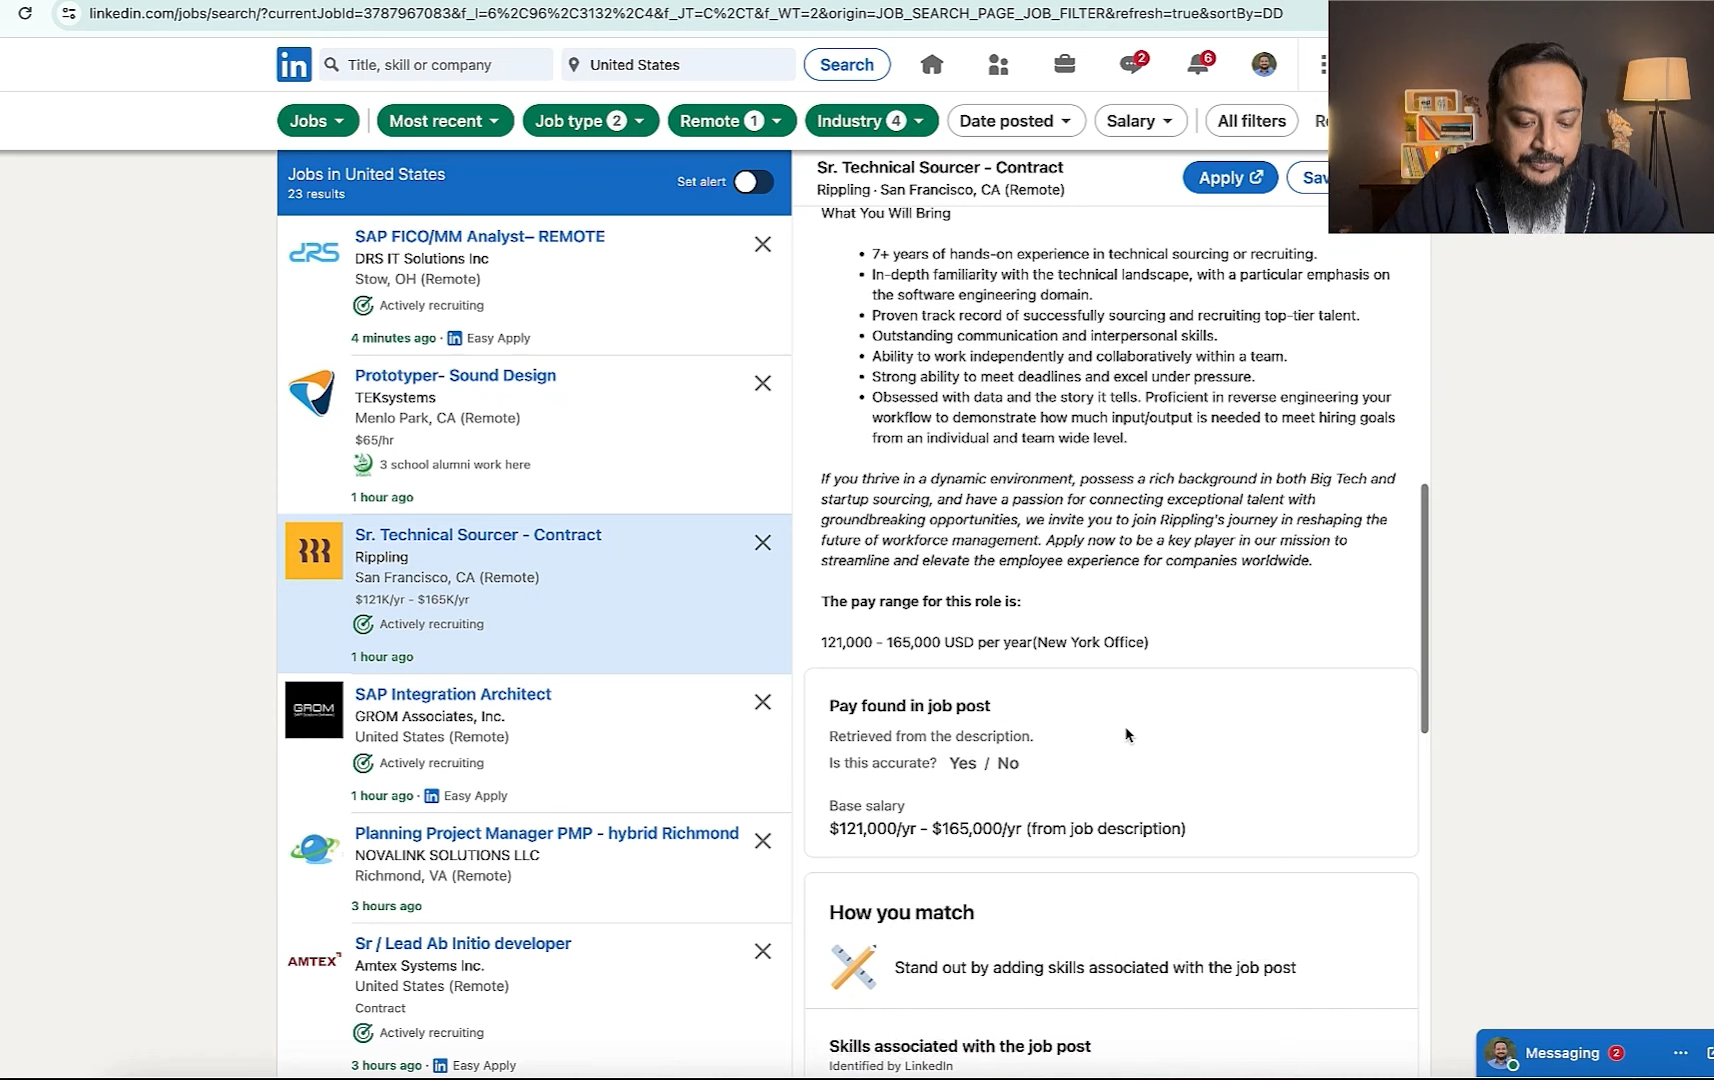 linkedin.com/jobs/search/?currentJobId=3787967083&f_I=6%2C96%2C3132%2C4&f_JT=C%2CT&f_WT=2&origin=JOB_SEARCH_PAGE_JOB_FILTER&refresh=true&sortBy=DD
in
Title, skill or company
United States
Search
2
6
Jobs
Most recent
Job type 2
Remote 1
Industry 4
Date posted
Salary
All filters
Jobs in United States
23 results
Set alert
DRS
SAP FICO/MM Analyst– REMOTE
DRS IT Solutions Inc
Stow, OH (Remote)
Actively recruiting
4 minutes ago · in Easy Apply
Prototyper- Sound Design
TEKsystems
Menlo Park, CA (Remote)
$65/hr
3 school alumni work here
1 hour ago
Sr. Technical Sourcer - Contract
Rippling
San Francisco, CA (Remote)
$121K/yr - $165K/yr
Actively recruiting
1 hour ago
GROM
SAP Integration Architect
GROM Associates, Inc.
United States (Remote)
Actively recruiting
1 hour ago · in Easy Apply
Planning Project Manager PMP - hybrid Richmond
NOVALINK SOLUTIONS LLC
Richmond, VA (Remote)
3 hours ago
AMTEX
Sr / Lead Ab Initio developer
Amtex Systems Inc.
United States (Remote)
Contract
Actively recruiting
3 hours ago · in Easy Apply
Sr. Technical Sourcer - Contract
Rippling · San Francisco, CA (Remote)
Apply
Sav
What You Will Bring
• 7+ years of hands-on experience in technical sourcing or recruiting.
• In-depth familiarity with the technical landscape, with a particular emphasis on
the software engineering domain.
• Proven track record of successfully sourcing and recruiting top-tier talent.
• Outstanding communication and interpersonal skills.
• Ability to work independently and collaboratively within a team.
• Strong ability to meet deadlines and excel under pressure.
• Obsessed with data and the story it tells. Proficient in reverse engineering your
workflow to demonstrate how much input/output is needed to meet hiring goals
from an individual and team wide level.
If you thrive in a dynamic environment, possess a rich background in both Big Tech and
startup sourcing, and have a passion for connecting exceptional talent with
groundbreaking opportunities, we invite you to join Rippling's journey in reshaping the
future of workforce management. Apply now to be a key player in our mission to
streamline and elevate the employee experience for companies worldwide.
The pay range for this role is:
121,000 - 165,000 USD per year(New York Office)
Pay found in job post
Retrieved from the description.
Is this accurate? Yes / No
Base salary
$121,000/yr - $165,000/yr (from job description)
How you match
Stand out by adding skills associated with the job post
Skills associated with the job post
Identified by LinkedIn
Messaging 2